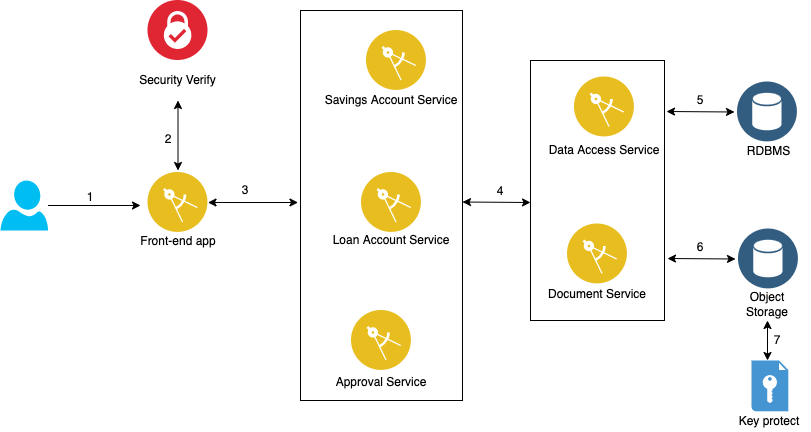 Security Verify
2
1
Front-end app
3
Savings Account Service
Loan Account Service
Approval Service
4
Data Access Service
Document Service
5
RDBMS
6
Object
Storage
7
Key protect